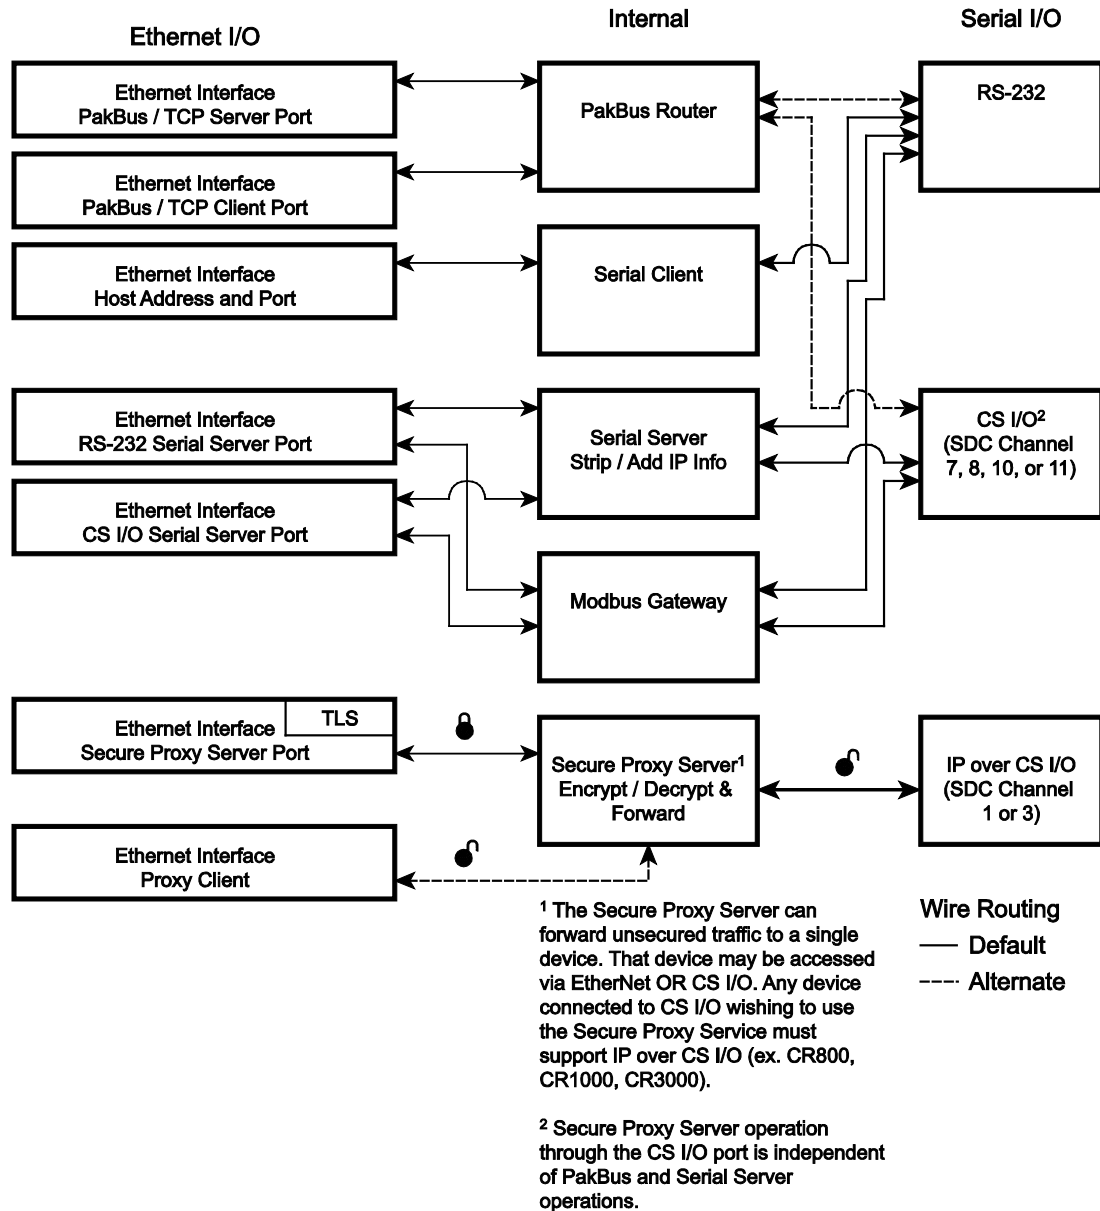 Ethernet I/O
Internal
Serial I/O
Ethernet Interface
PakBus / TCP Server Port
PakBus Router
RS-232
Ethernet Interface
PakBus / TCP Client Port
Ethernet Interface
Host Address and Port
Serial Client
Ethernet Interface
RS-232 Serial Server Port
Serial Server
Strip / Add IP Info
CS I/O²
(SDC Channel
7, 8, 10, or 11)
Ethernet Interface
CS I/O Serial Server Port
Modbus Gateway
TLS
Ethernet Interface
Secure Proxy Server Port
Secure Proxy Server¹
Encrypt / Decrypt &
Forward
IP over CS I/O
(SDC Channel
1 or 3)
Ethernet Interface
Proxy Client
¹ The Secure Proxy Server can
forward unsecured traffic to a single
device. That device may be accessed
via EtherNet OR CS I/O. Any device
connected to CS I/O wishing to use
the Secure Proxy Service must
support IP over CS I/O (ex. CR800,
CR1000, CR3000).
² Secure Proxy Server operation
through the CS I/O port is independent
of PakBus and Serial Server
operations.
Wire Routing
Default
Alternate